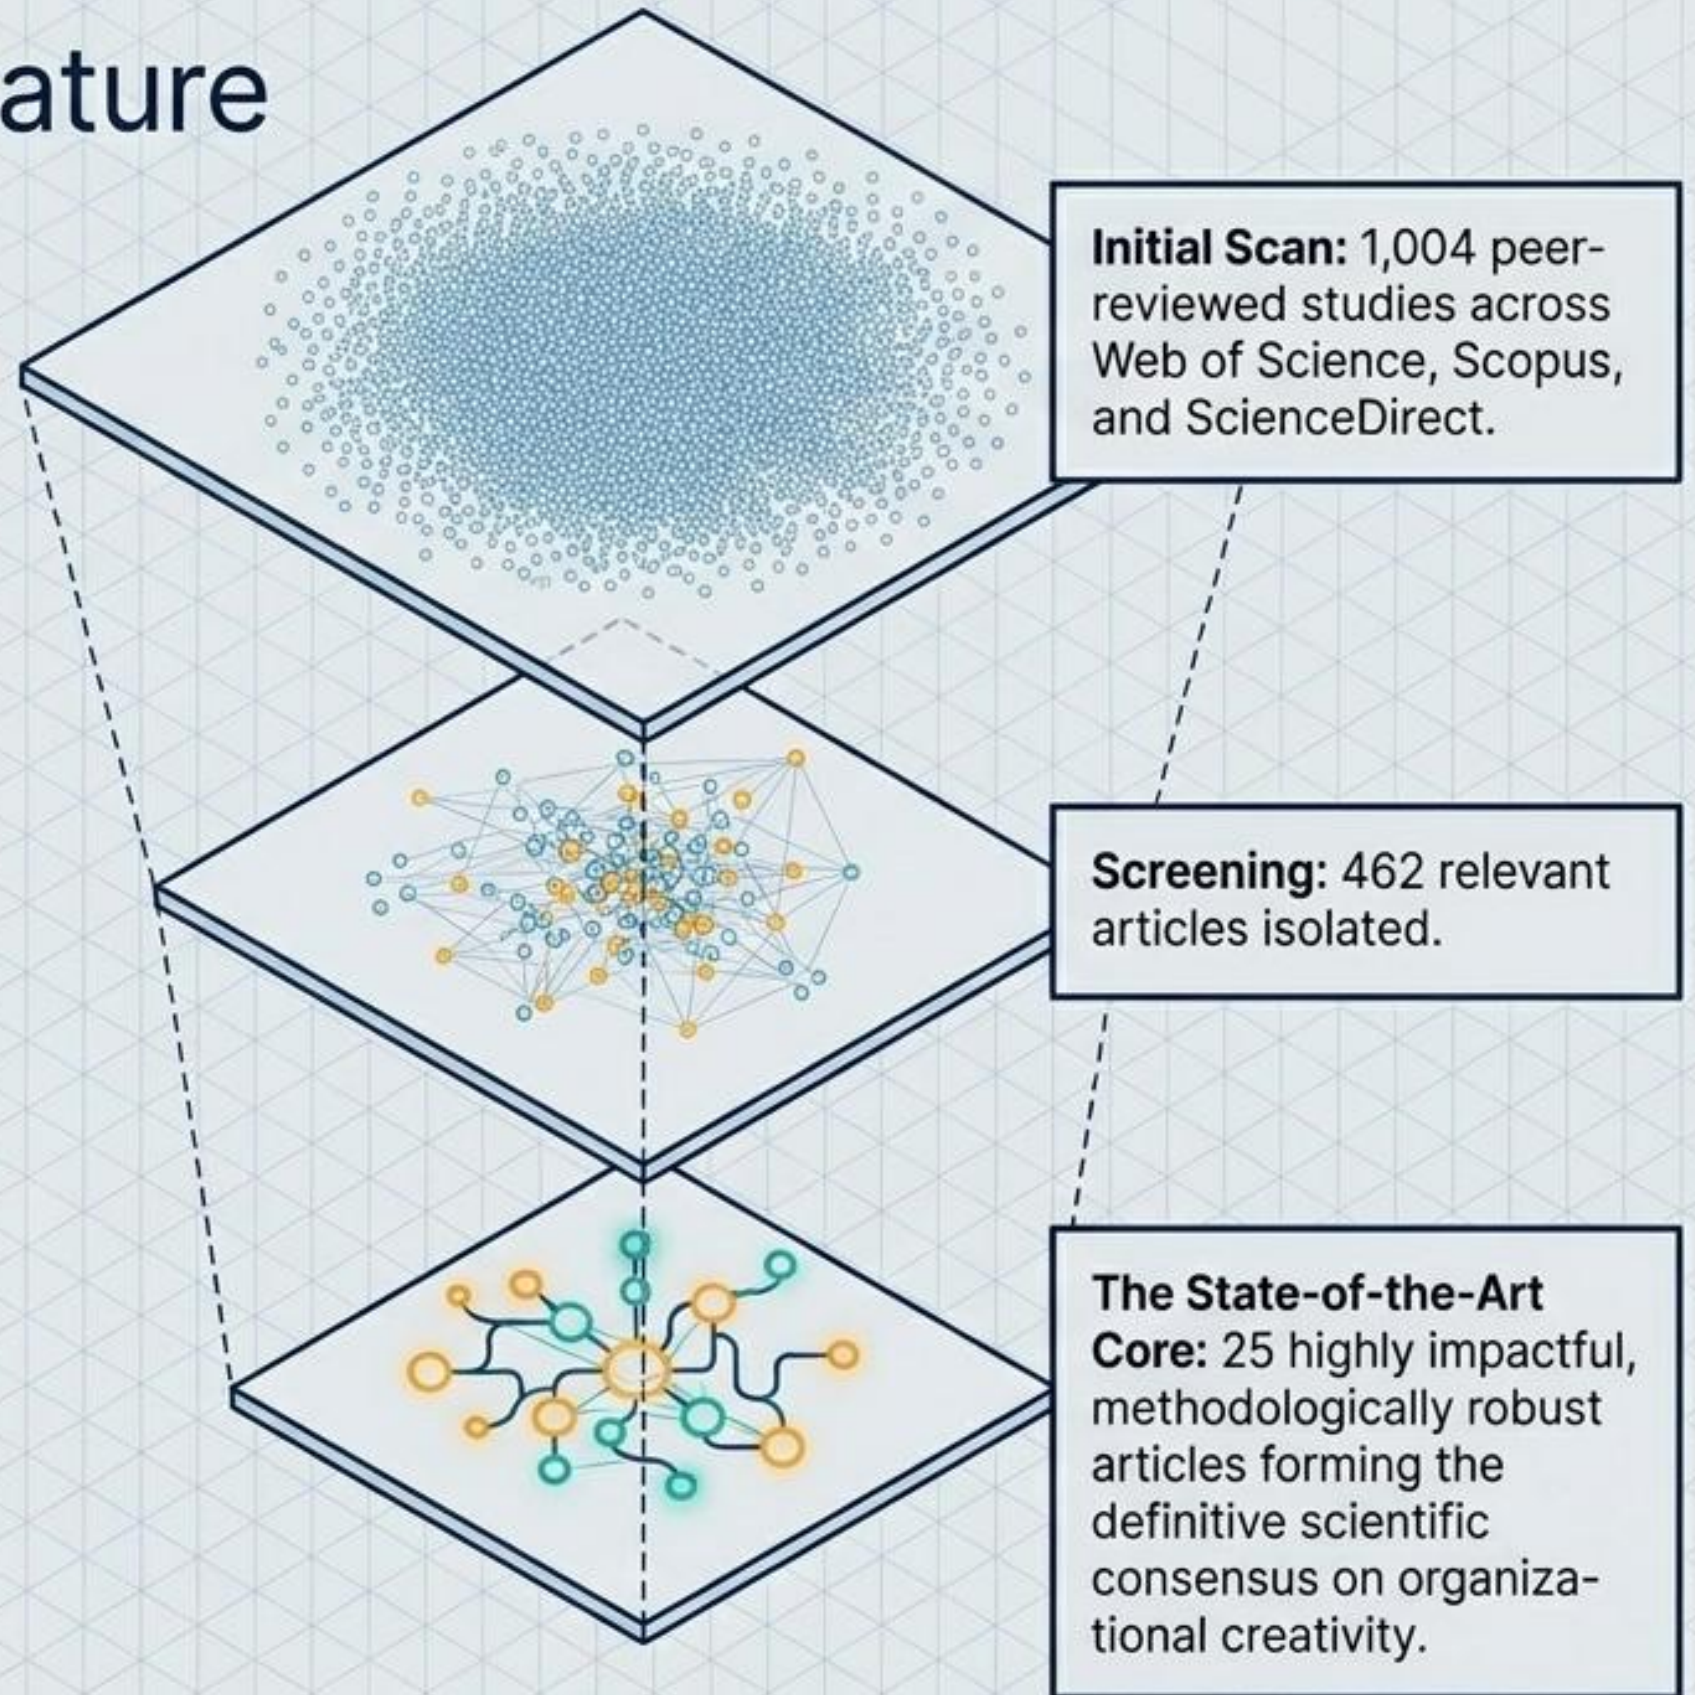 ature
Initial Scan: 1,004 peer-
reviewed studies across
Web of Science, Scopus,
and ScienceDirect.
Screening: 462 relevant
articles isolated.
The State-of-the-Art
Core: 25 highly impactful,
methodologically robust
articles forming the
definitive scientific
consensus on organiza-
tional creativity.